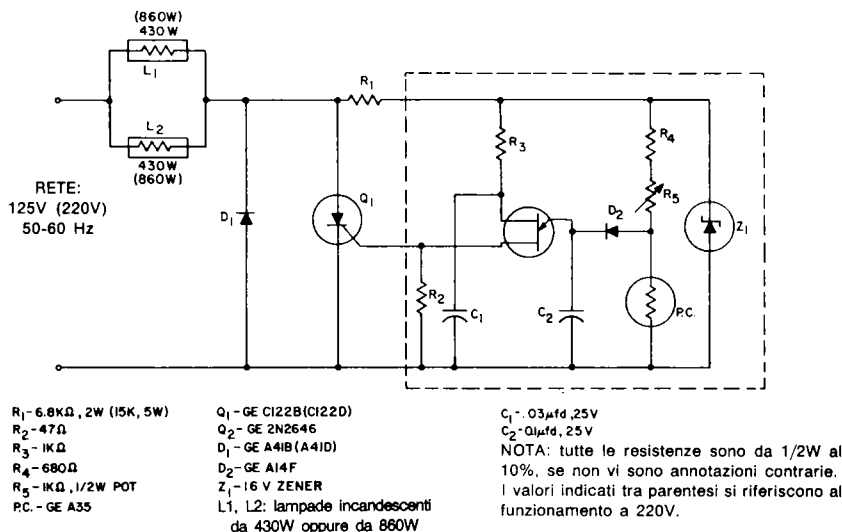 (860W)
430W
L1
L2
430W
(860W)
RETE:
125V (220V)
50-60 Hz
D1
Q1
R1
R2
R3
C1
C2
D2
R4
R5
P.C.
Z1
R1-6.8KΩ, 2W (15K, 5W)
R2-47Ω
R3-1KΩ
R4-680Ω
R5-1KΩ, 1/2W POT
P.C.-GE A35
Q1-GE C122B(C122D)
Q2-GE 2N2646
D1-GE A41B(A41D)
D2-GE A14F
Z1-16 V ZENER
L1, L2: lampade incandescenti
da 430W oppure da 860W
C1-.03μfd,25V
C2-0.1μfd, 25V
NOTA: tutte le resistenze sono da 1/2W al
10%, se non vi sono annotazioni contrarie.
I valori indicati tra parentesi si riferiscono al
funzionamento a 220V.